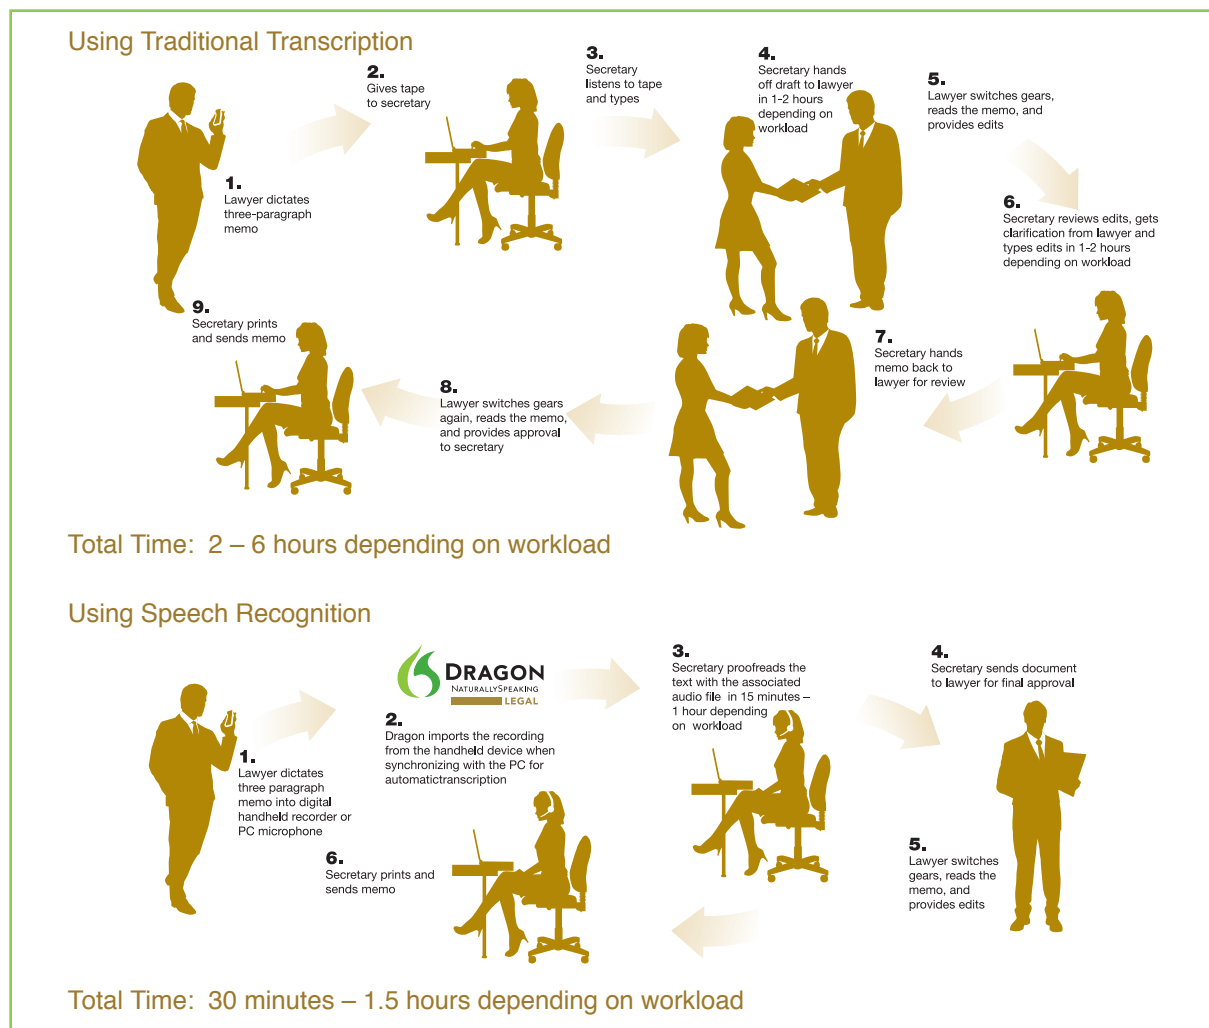 Using Traditional Transcription
1.
Lawyer dictates
three-paragraph
memo
2.
Gives tape
to secretary
3.
Secretary
listens to tape
and types
4.
Secretary hands
off draft to lawyer
in 1-2 hours
depending on
workload
5.
Lawyer switches gears,
reads the memo, and
provides edits
6.
Secretary reviews edits, gets
clarification from lawyer and
types edits in 1-2 hours
depending on workload
7.
Secretary hands
memo back to
lawyer for review
8.
Lawyer switches gears
again, reads the memo,
and provides approval
to secretary
9.
Secretary prints
and sends memo
Total Time: 2 – 6 hours depending on workload
Using Speech Recognition
1.
Lawyer dictates
three paragraph
memo into digital
handheld recorder or
PC microphone
DRAGON
NATURALLYSPEAKING
LEGAL
2.
Dragon imports the recording
from the handheld device when
synchronizing with the PC for
automatictranscription
3.
Secretary proofreads the
text with the associated
audio file in 15 minutes –
1 hour depending
on workload
4.
Secretary sends document
to lawyer for final approval
5.
Lawyer switches
gears, reads the
memo, and
provides edits
6.
Secretary prints and
sends memo
Total Time: 30 minutes – 1.5 hours depending on workload